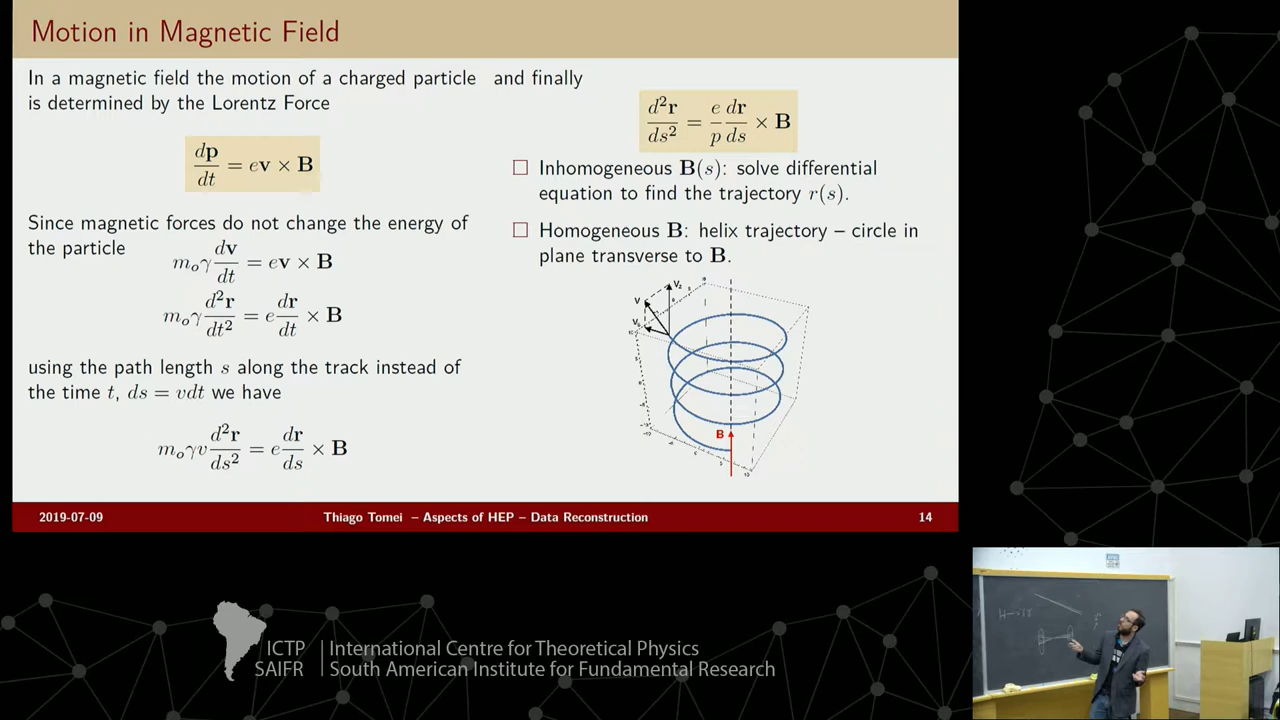 Motion in Magnetic Field
In a magnetic field the motion of a charged particle
is determined by the Lorentz Force
dp/dt = ev × B
Since magnetic forces do not change the energy of
the particle
m_oγ dv/dt = ev × B
m_oγ d²r/dt² = e dr/dt × B
using the path length s along the track instead of
the time t, ds = vdt we have
m_oγv d²r/ds² = e dr/ds × B
and finally
d²r/ds² = e/p dr/ds × B
□ Inhomogeneous B(s): solve differential
equation to find the trajectory r(s).
□ Homogeneous B: helix trajectory – circle in
plane transverse to B.
V_z
V
B
2019-07-09
Thiago Tomei – Aspects of HEP – Data Reconstruction
14
ICTP
SAIFR
International Centre for Theoretical Physics
South American Institute for Fundamental Research